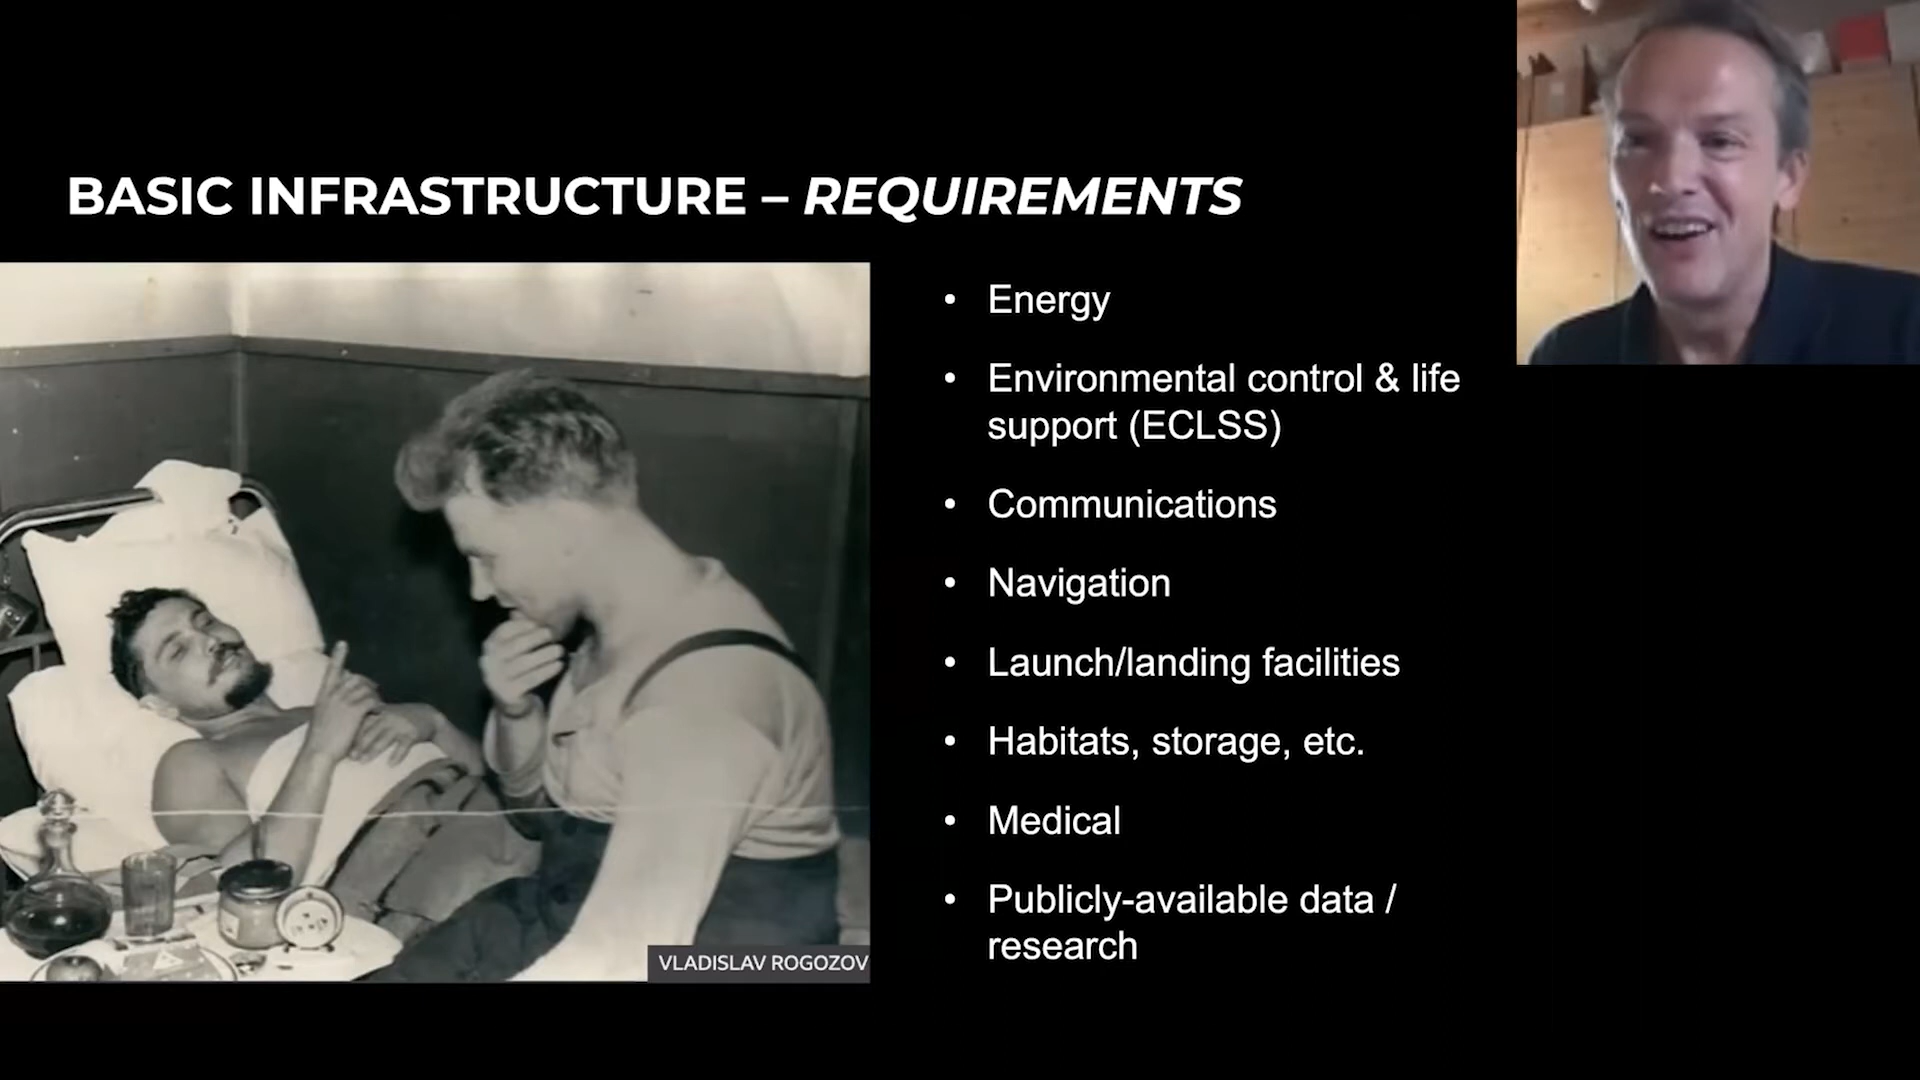 BASIC INFRASTRUCTURE – REQUIREMENTS
• Energy
• Environmental control & life
support (ECLSS)
• Communications
• Navigation
• Launch/landing facilities
• Habitats, storage, etc.
• Medical
• Publicly-available data /
research
VLADISLAV ROGOZOV